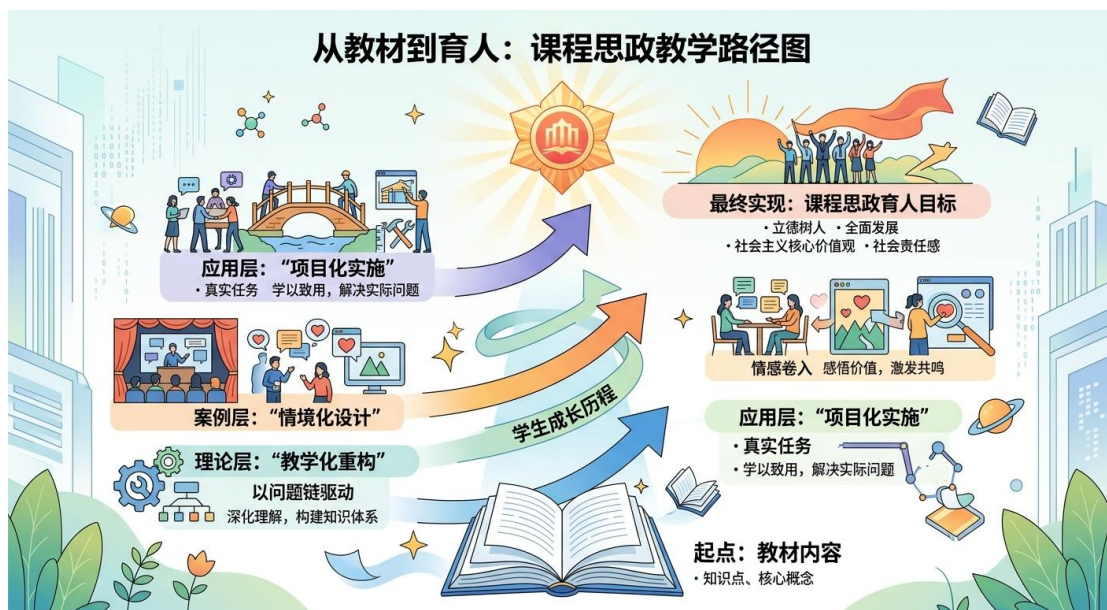 从教材到育人：课程思政教学路径图
应用层：“项目化实施”
·真实任务 学以致用，解决实际问题
案例层：“情境化设计”
理论层：“教学化重构”
以问题链驱动
深化理解，构建知识体系
学生成长历程
最终实现：课程思政育人目标
·立德树人 ·全面发展
·社会主义核心价值观 ·社会责任感
情感卷入 感悟价值，激发共鸣
应用层：“项目化实施”
·真实任务
·学以致用，解决实际问题
起点：教材内容
·知识点、核心概念